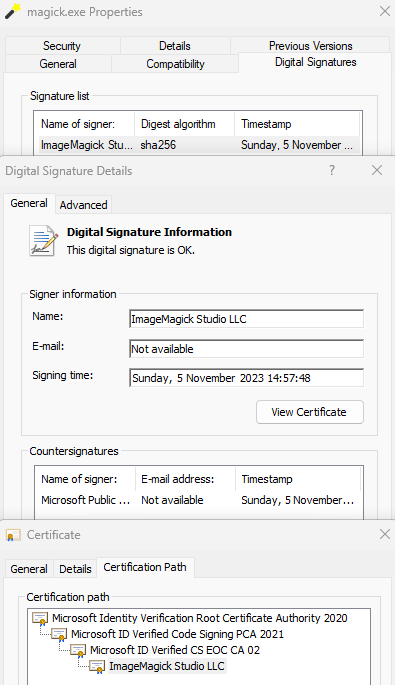 magick.exe Properties
Security Details Previous Versions
General Compatibility Digital Signatures
Signature list
Name of signer: Digest algorithm Timestamp
ImageMagick Stu... sha256 Sunday, 5 November ...
Digital Signature Details
General Advanced
Digital Signature Information
This digital signature is OK.
Signer information
Name: ImageMagick Studio LLC
E-mail: Not available
Signing time: Sunday, 5 November 2023 14:57:48
View Certificate
Countersignatures
Name of signer: E-mail address: Timestamp
Microsoft Public ... Not available Sunday, 5 November...
Certificate
General Details Certification Path
Certification path
Microsoft Identity Verification Root Certificate Authority 2020
Microsoft ID Verified Code Signing PCA 2021
Microsoft ID Verified CS EOC CA 02
ImageMagick Studio LLC